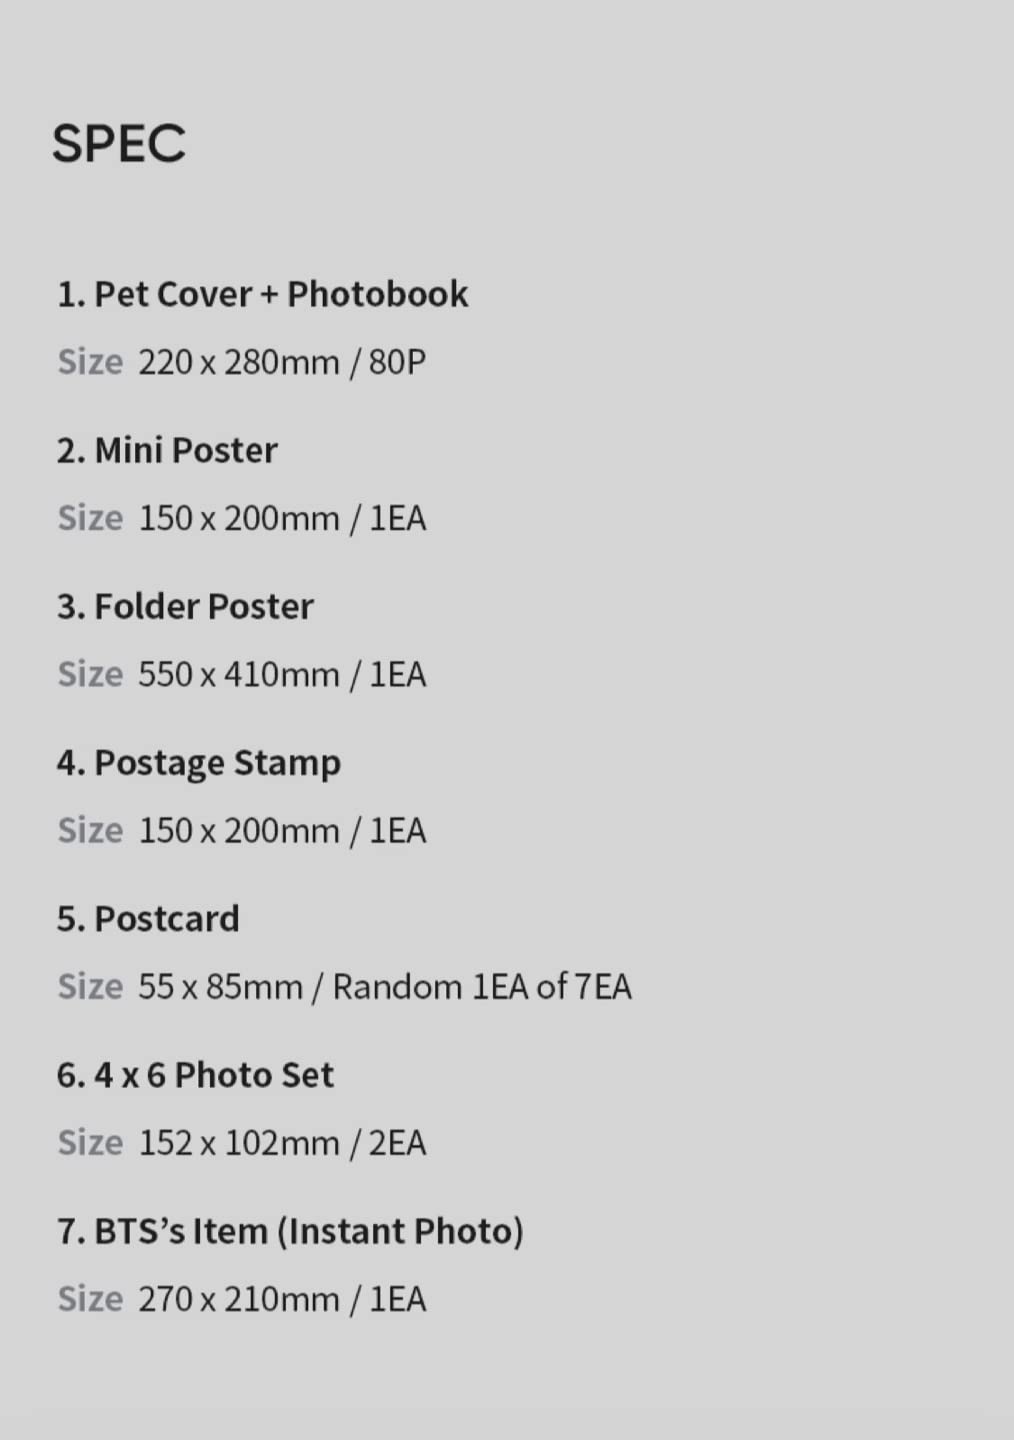 SPEC
1. Pet Cover + Photobook
Size 220 x 280mm / 80P
2. Mini Poster
Size 150 x 200mm / 1EA
3. Folder Poster
Size 550 x 410mm / 1EA
4. Postage Stamp
Size 150 x 200mm / 1EA
5. Postcard
Size 55 x 85mm / Random 1EA of 7EA
6. 4 x 6 Photo Set
Size 152 x 102mm / 2EA
7. BTS’s Item (Instant Photo)
Size 270 x 210mm / 1EA